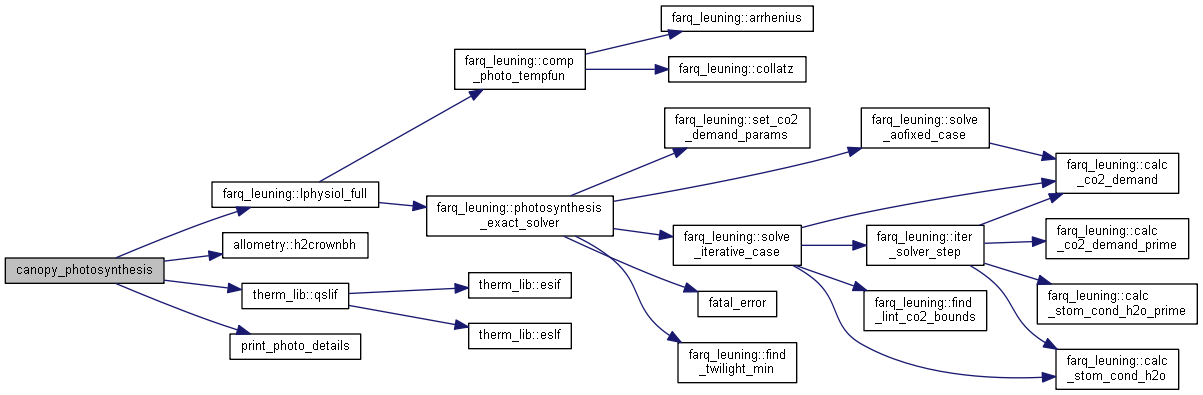 farq_leuning::arrhenius
farq_leuning::comp
_photo_tempfun
farq_leuning::collatz
farq_leuning::set_co2
_demand_params
farq_leuning::solve
_aofixed_case
farq_leuning::calc
_co2_demand
farq_leuning::lphysiol_full
farq_leuning::photosynthesis
_exact_solver
allometry::h2crownbh
farq_leuning::solve
_iterative_case
farq_leuning::iter
_solver_step
farq_leuning::calc
_co2_demand_prime
canopy_photosynthesis
therm_lib::qslif
therm_lib::esif
fatal_error
farq_leuning::find
_lint_co2_bounds
farq_leuning::calc
_stom_cond_h2o_prime
therm_lib::eslf
print_photo_details
farq_leuning::find
_twilight_min
farq_leuning::calc
_stom_cond_h2o